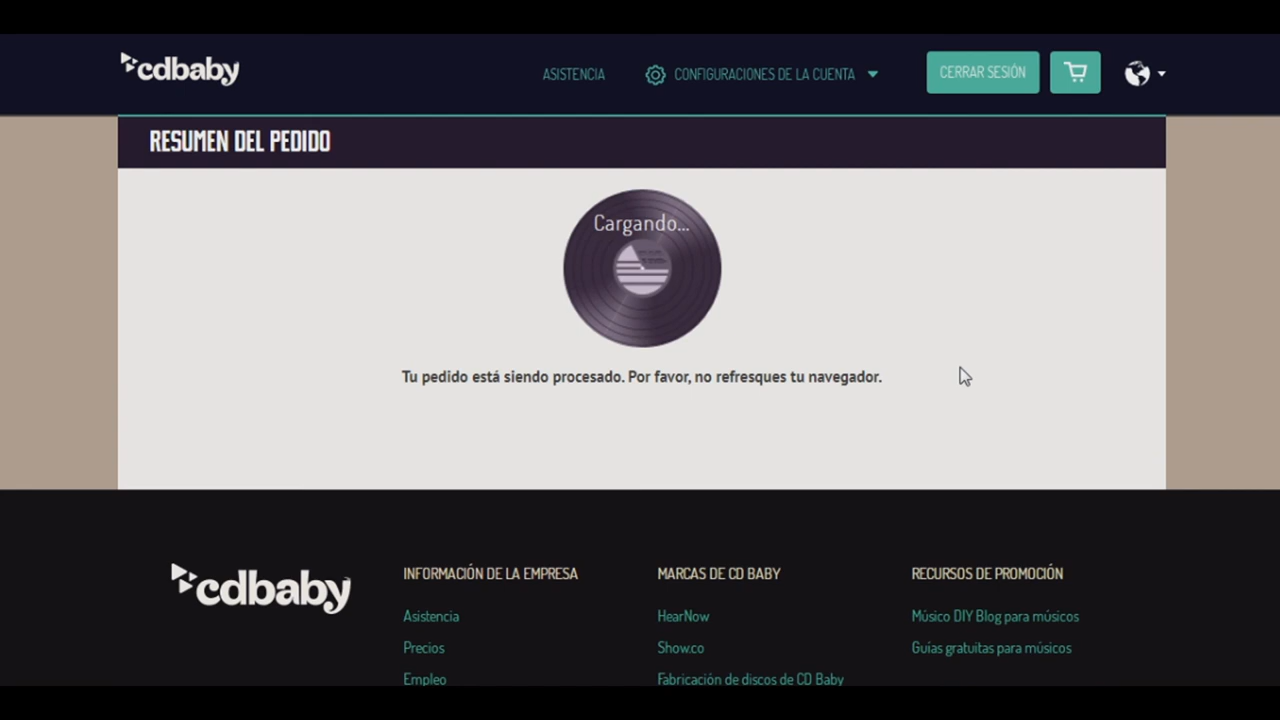 cdbaby
ASISTENCIA
CONFIGURACIONES DE LA CUENTA
CERRAR SESIÓN
RESUMEN DEL PEDIDO
Cargando...
Tu pedido está siendo procesado. Por favor, no refresques tu navegador.
cdbaby
INFORMACIÓN DE LA EMPRESA
Asistencia
Precios
Empleo
MARCAS DE CD BABY
HearNow
Show.co
Fabricación de discos de CD Baby
RECURSOS DE PROMOCIÓN
Músico DIY Blog para músicos
Guías gratuitas para músicos